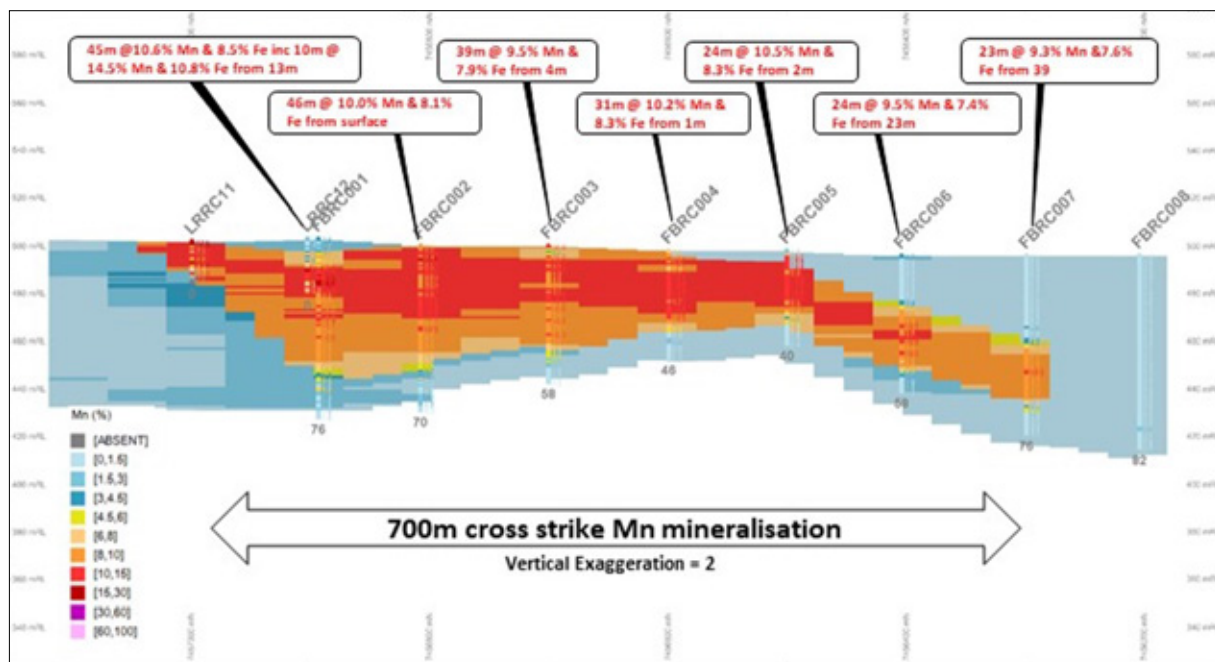 45m @10.6% Mn & 8.5% Fe inc 10m @
14.5% Mn & 10.8% Fe from 13m
39m @ 9.5% Mn &
7.9% Fe from 4m
24m @ 10.5% Mn &
8.3% Fe from 2m
23m @ 9.3% Mn &7.6%
Fe from 39
46m @ 10.0% Mn & 8.1%
Fe from surface
31m @ 10.2% Mn &
8.3% Fe from 1m
24m @ 9.5% Mn & 7.4%
Fe from 23m
LRRC11
LRRC12
FBRC001
FBRC002
FBRC003
FBRC004
FBRC005
FBRC006
FBRC007
FBRC008
76
70
58
46
40
59
76
82
Mn (%)
[ABSENT]
[0,1.5]
[1.5,3]
[3,4.5]
[4.5,6]
[6,8]
[8,10]
[10,15]
[15,30]
[30,60]
[60,100]
700m cross strike Mn mineralisation
Vertical Exaggeration = 2